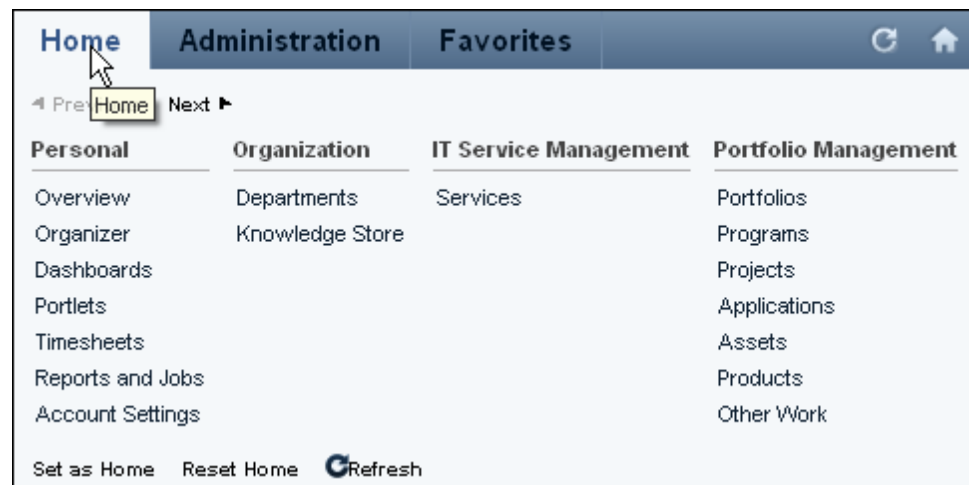 Home Administration Favorites
Home Next
Personal Organization IT Service Management Portfolio Management
Overview Departments Services Portfolios
Organizer Knowledge Store Programs
Dashboards Projects
Portlets Applications
Timesheets Assets
Reports and Jobs Products
Account Settings Other Work
Set as Home Reset Home Refresh